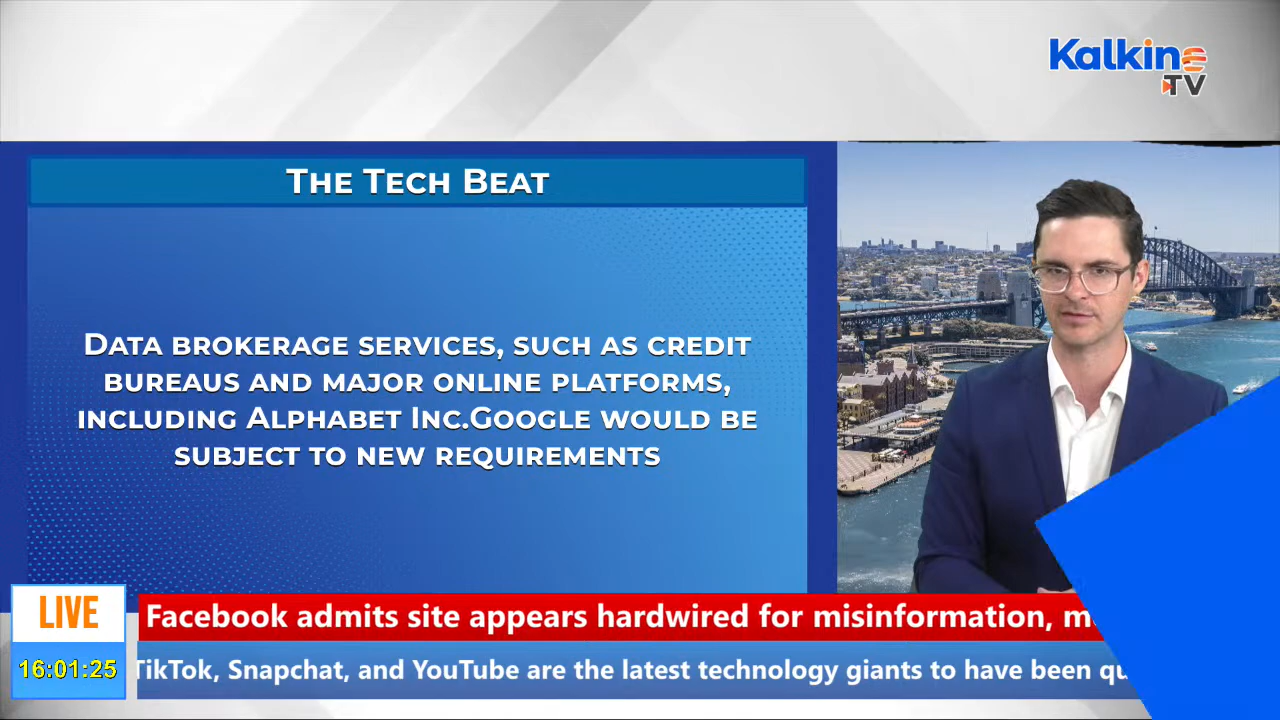 Kalkine
TV
THE TECH BEAT
DATA BROKERAGE SERVICES, SUCH AS CREDIT
BUREAUS AND MAJOR ONLINE PLATFORMS,
INCLUDING ALPHABET INC.GOOGLE WOULD BE
SUBJECT TO NEW REQUIREMENTS
LIVE
Facebook admits site appears hardwired for misinformation,
16:01:25
TikTok, Snapchat, and YouTube are the latest technology giants to have been